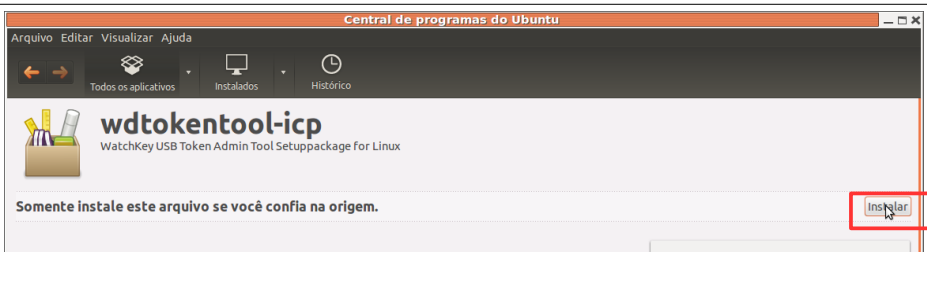 Central de programas do Ubuntu
Arquivo Editar Visualizar Ajuda
Todos os aplicativos Instalados Histórico
wdtokentool-icp
WatchKey USB Token Admin Tool Setuppackage for Linux
Somente instale este arquivo se você confia na origem. Instalar